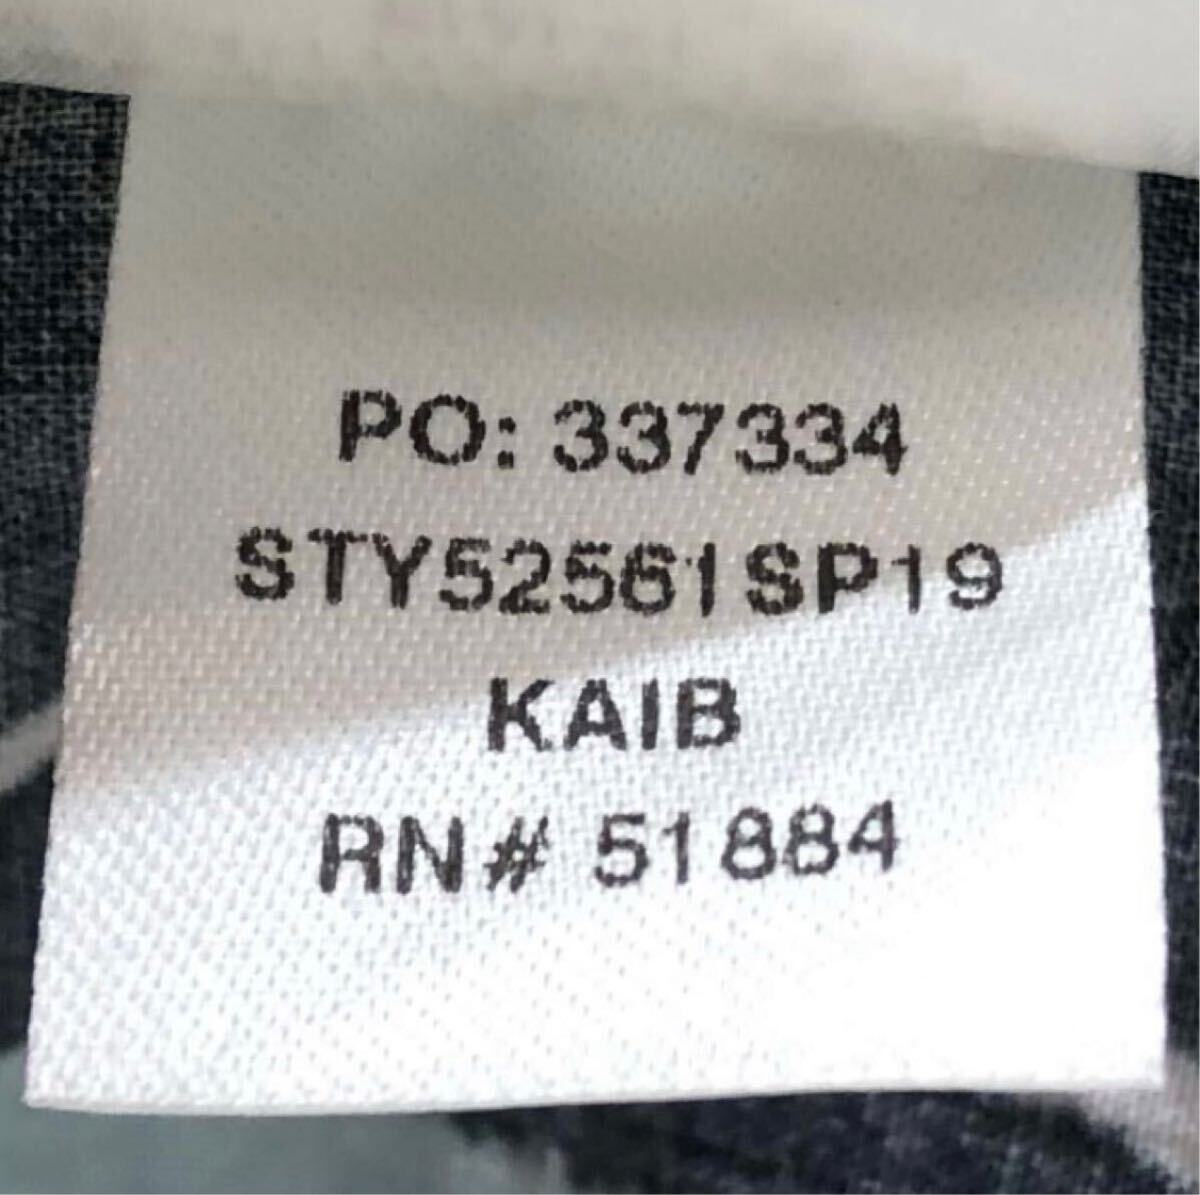 PO: 337334
STY52561SP19
KAIB
RN# 51884